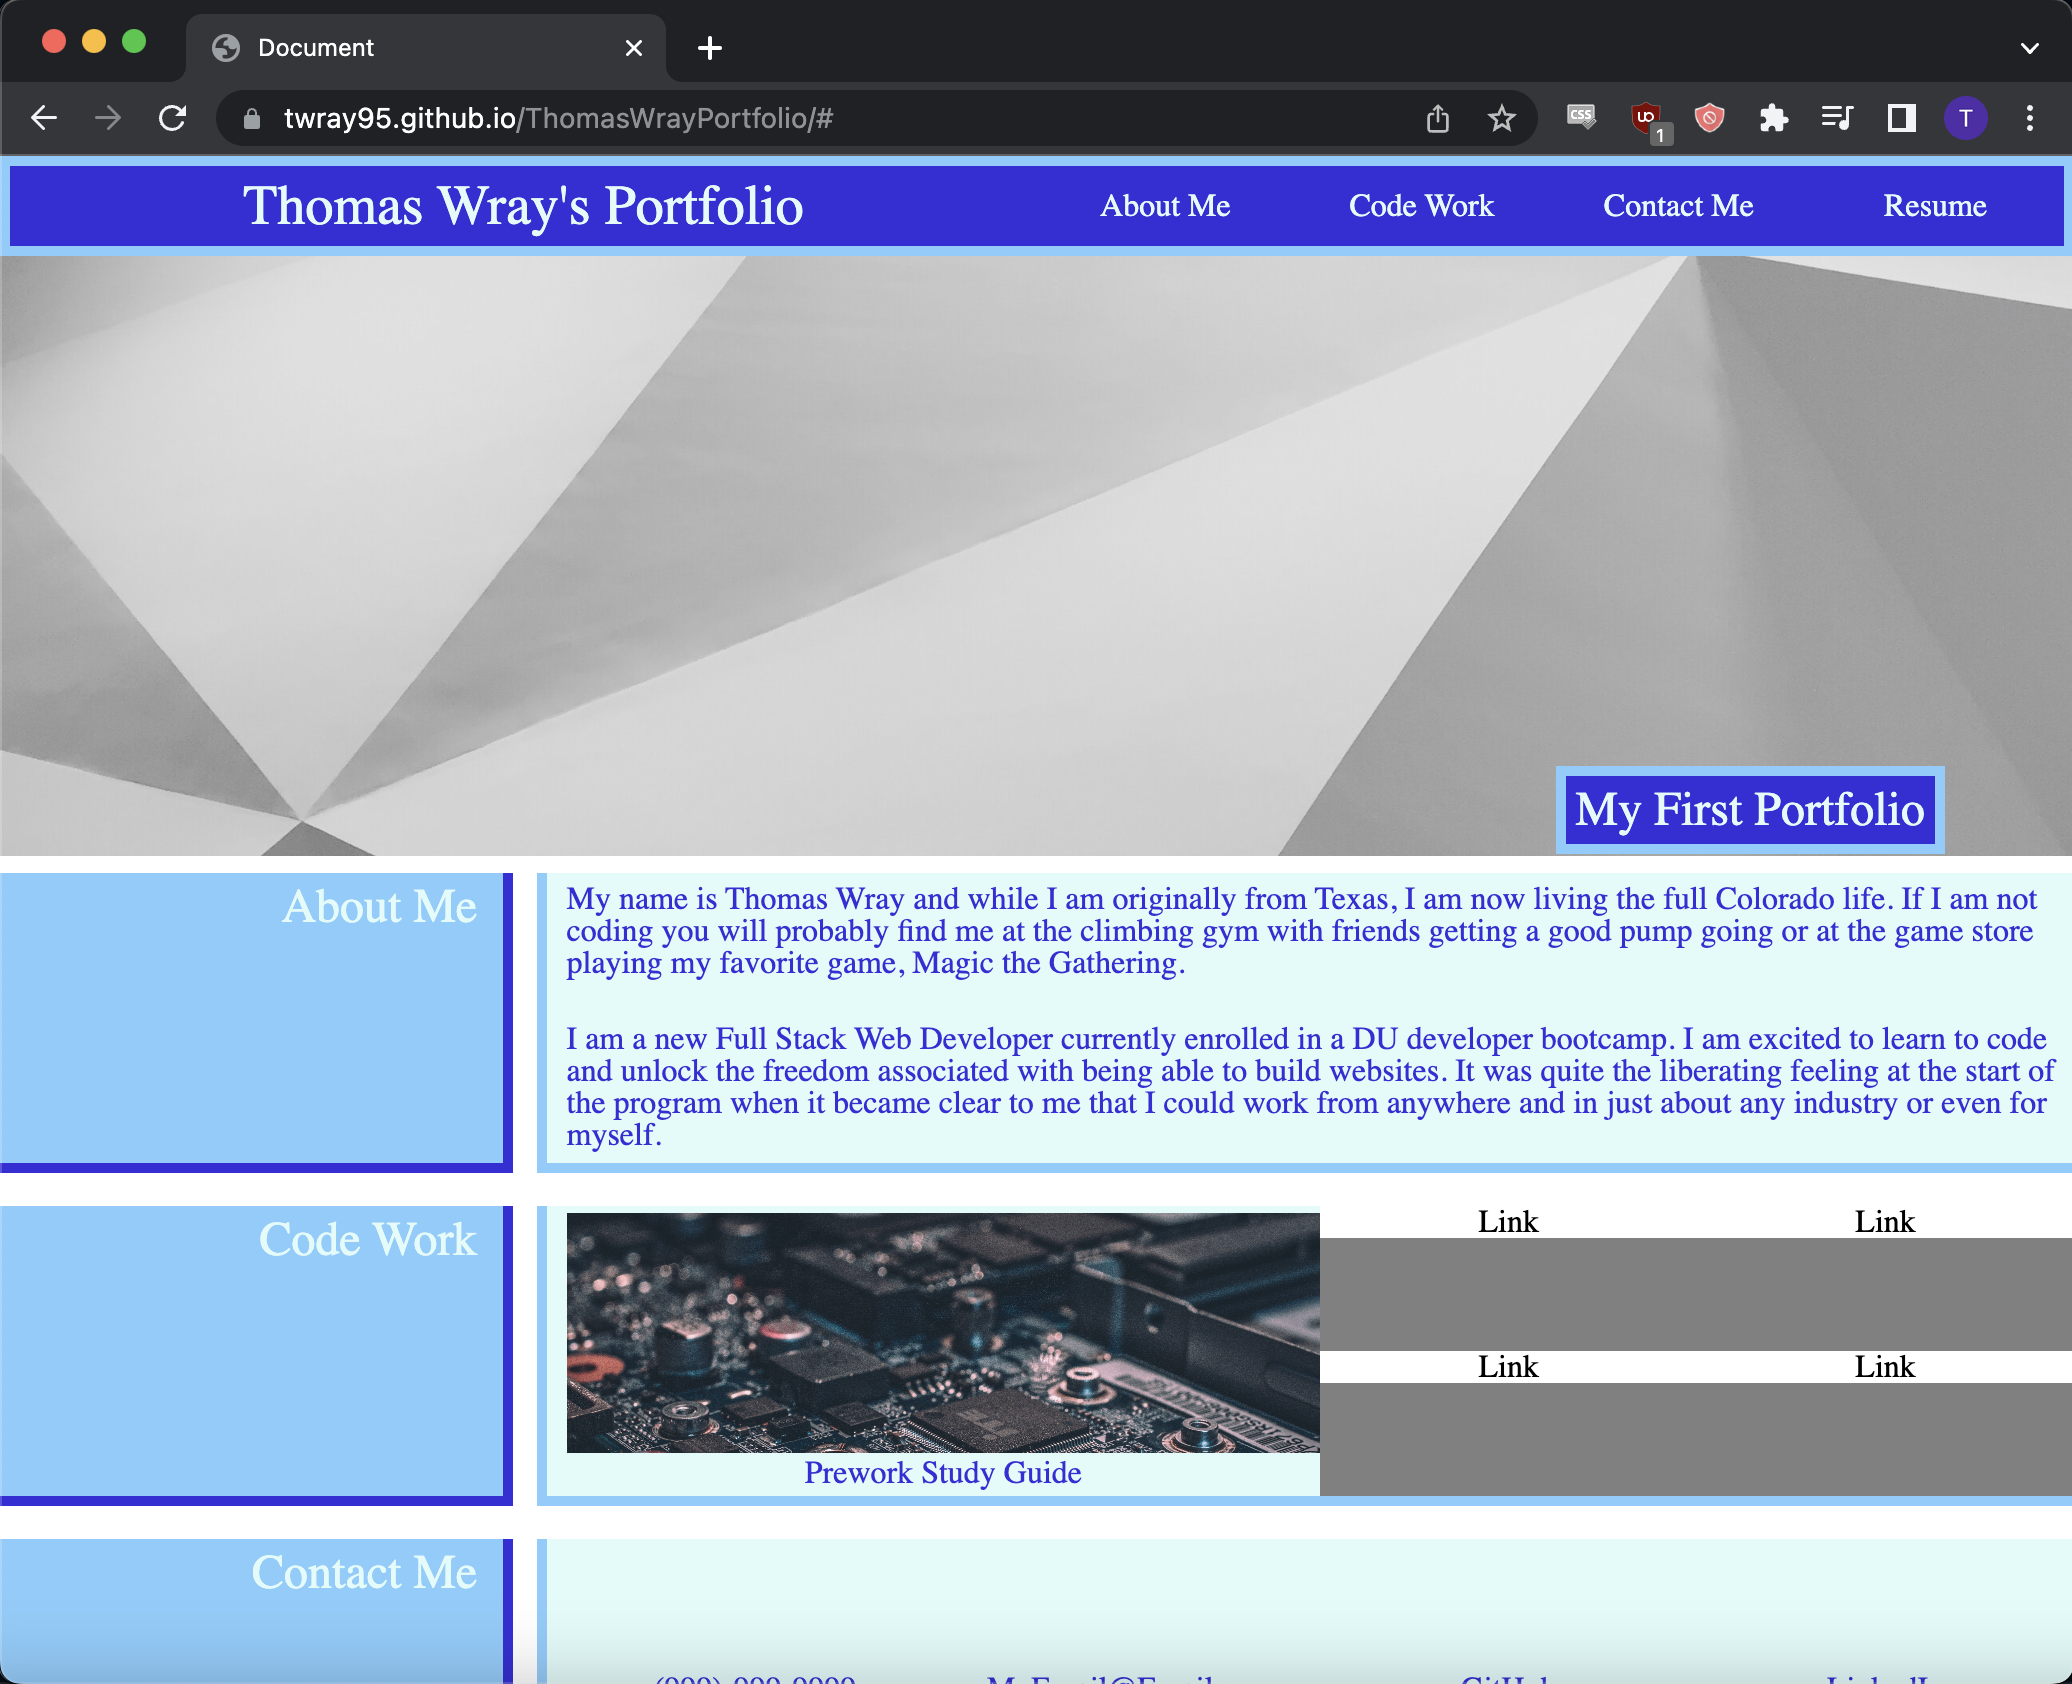 Document
twray95.github.io/ThomasWrayPortfolio/#
CSS
UO
1
T
Thomas Wray's Portfolio
About Me
Code Work
Contact Me
Resume
My First Portfolio
About Me
My name is Thomas Wray and while I am originally from Texas, I am now living the full Colorado life. If I am not
coding you will probably find me at the climbing gym with friends getting a good pump going or at the game store
playing my favorite game, Magic the Gathering.
I am a new Full Stack Web Developer currently enrolled in a DU developer bootcamp. I am excited to learn to code
and unlock the freedom associated with being able to build websites. It was quite the liberating feeling at the start of
the program when it became clear to me that I could work from anywhere and in just about any industry or even for
myself.
Code Work
Prework Study Guide
Link
Link
Link
Link
Contact Me
GitHub